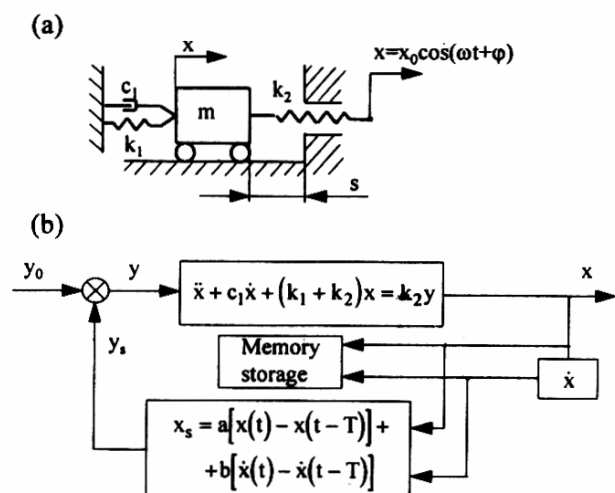 (a)
x
x=x₀cos(ωt+φ)
c
k₂
m
k₁
s
(b)
y₀
y
ẍ + c₁ẋ + (k₁ + k₂)x = k₂y
x
yₛ
Memory
storage
ẋ
xₛ = a[x(t) − x(t − T)] +
+ b[ẋ(t) − ẋ(t − T)]